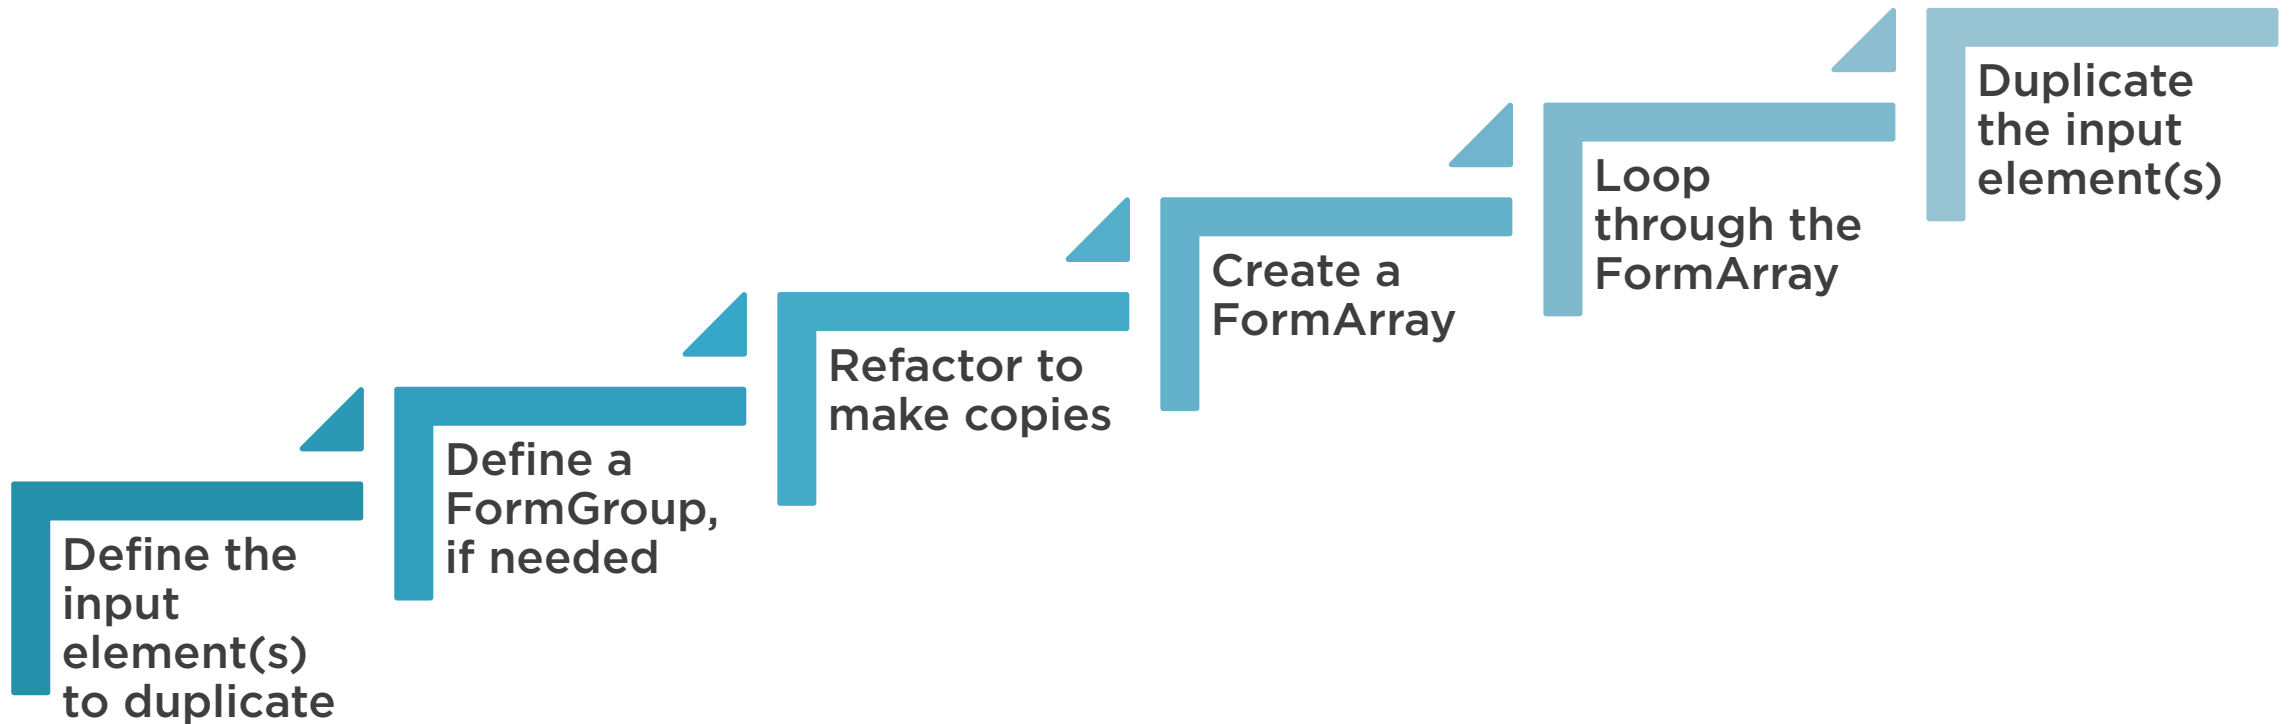 Define the
input
element(s)
to duplicate
Define a
FormGroup,
if needed
Refactor to
make copies
Create a
FormArray
Loop
through the
FormArray
Duplicate
the input
element(s)